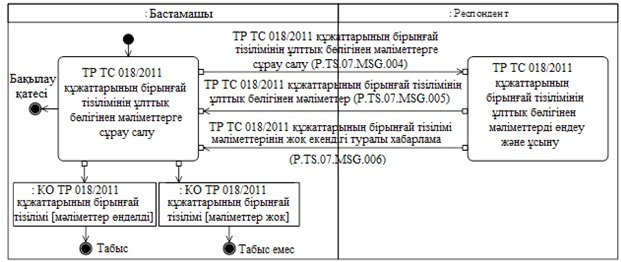 : Бастамашы
: Респондент
ТР ТС 018/2011 құжаттарының бірыңғай
тізілімінің ұлттық бөлігінен мәліметтерге
сұрау салу (P.TS.07.MSG.004)
Бақылау
қатесі
ТР ТС 018/2011
құжаттарының
бірыңғай тізілімінің
ұлттық бөлігінен
мәліметтерге
сұрау салу
ТР ТС 018/2011 құжаттарының бірыңғай тізілімінің
ұлттық бөлігінен мәліметтер (P.TS.07.MSG.005)
ТР ТС 018/2011 құжаттарының бірыңғай тізілімі
мәліметтерінің жоқ екендігі туралы хабарлама
(P.TS.07.MSG.006)
ТР ТС 018/2011
құжаттарының
бірыңғай тізілімінің
ұлттық бөлігінен
мәліметтерді өңдеу
және ұсыну
: КО ТР 018/2011
құжаттарының бірыңғай
тізілімі [мәліметтер өңделді]
: КО ТР 018/2011
құжаттарының бірыңғай
тізілімі [мәліметтер жоқ]
Табыс
Табыс емес